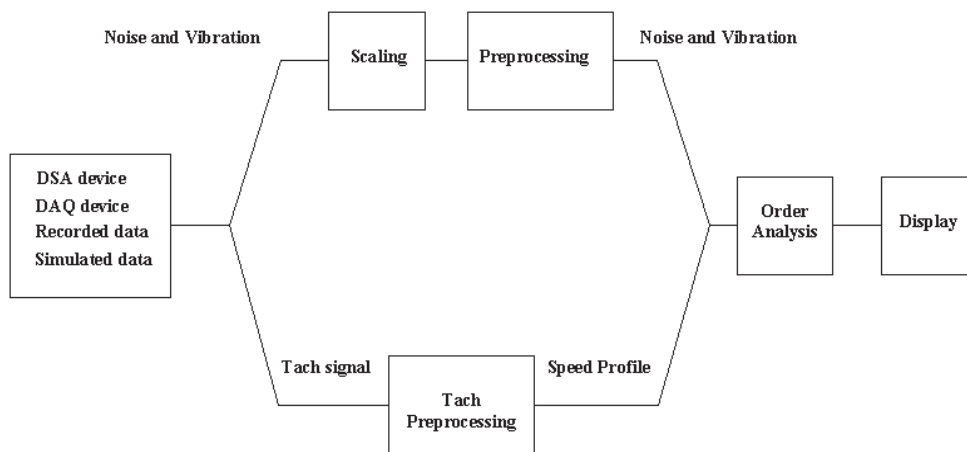 Noise and Vibration
Scaling
Preprocessing
Noise and Vibration
DSA device
DAQ device
Recorded data
Simulated data
Order
Analysis
Display
Tach signal
Tach
Preprocessing
Speed Profile